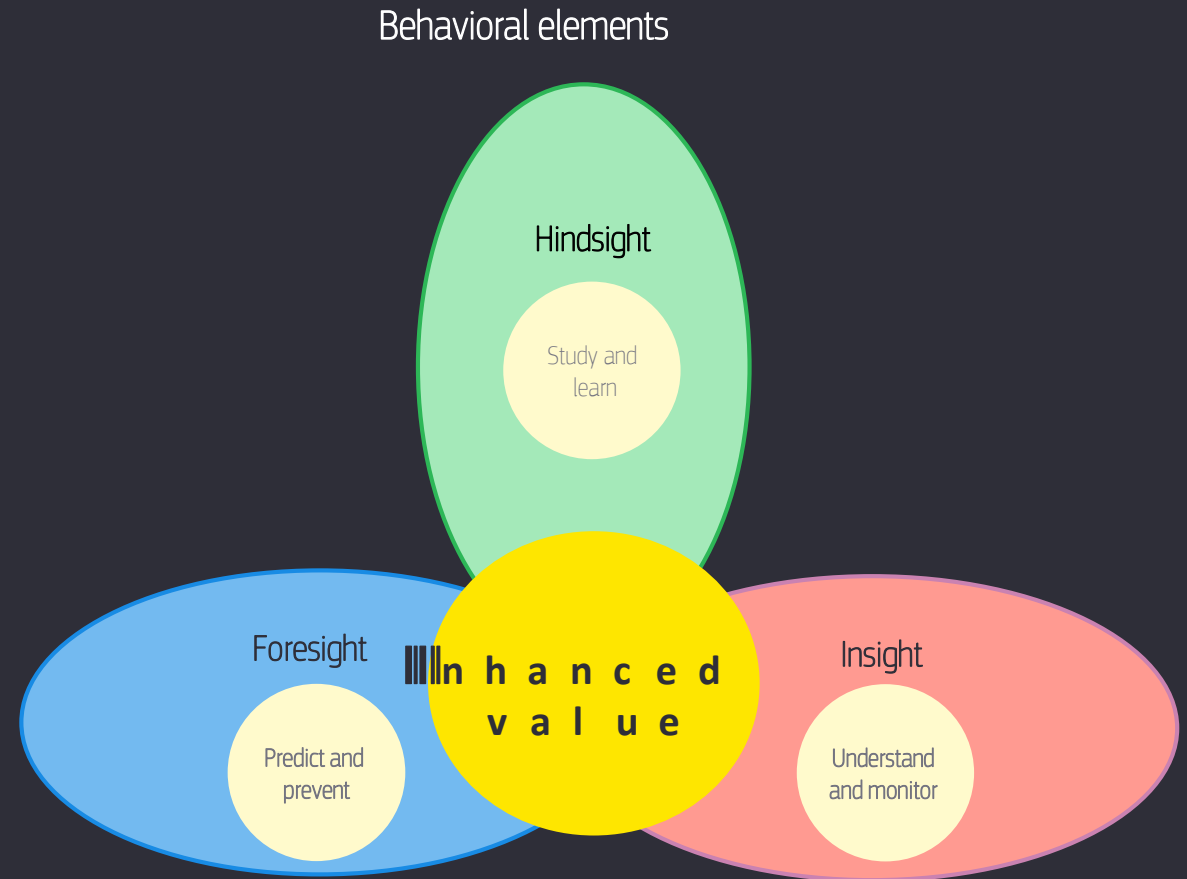 Behavioral elements
Hindsight
Study and
learn
Foresight
Predict and
prevent
nhanced
value
Insight
Understand
and monitor